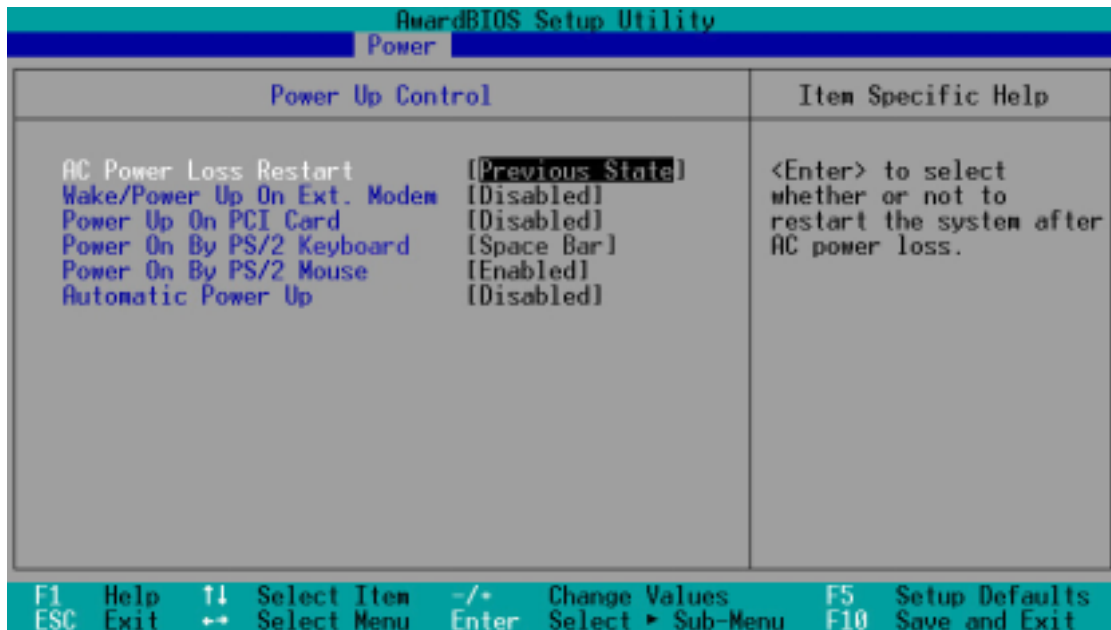 AwardBIOS Setup Utility
Power
Power Up Control
Item Specific Help
AC Power Loss Restart [Previous State]
Wake/Power Up On Ext. Modem [Disabled]
Power Up On PCI Card [Disabled]
Power On By PS/2 Keyboard [Space Bar]
Power On By PS/2 Mouse [Enabled]
Automatic Power Up [Disabled]
<Enter> to select
whether or not to
restart the system after
AC power loss.
F1 Help ↑↓ Select Item -/+ Change Values F5 Setup Defaults
ESC Exit ←→ Select Menu Enter Select ► Sub-Menu F10 Save and Exit